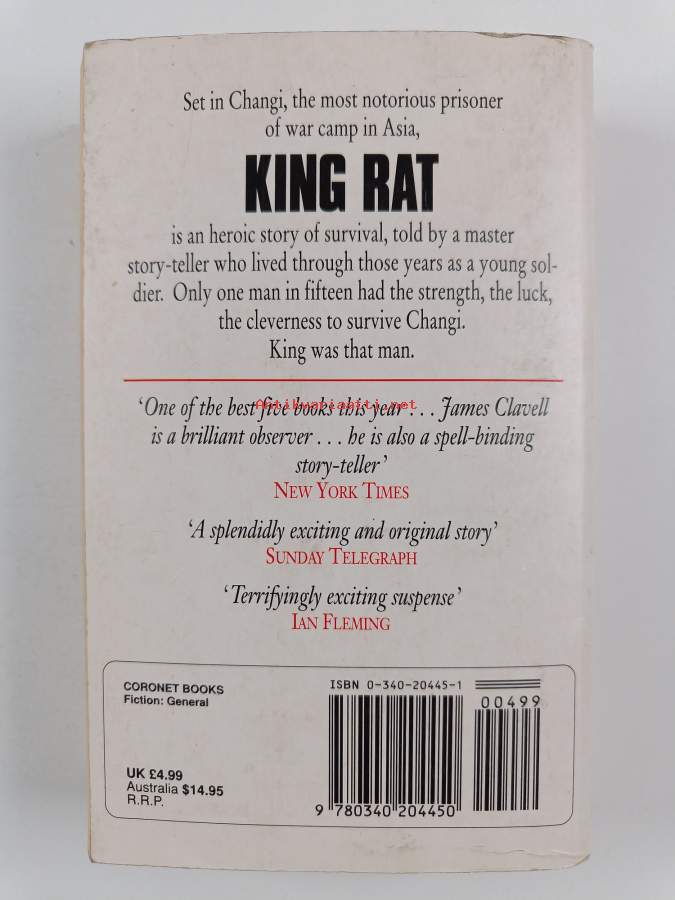 Set in Changi, the most notorious prisoner
of war camp in Asia,
KING RAT
is an heroic story of survival, told by a master
story-teller who lived through those years as a young sol-
dier. Only one man in fifteen had the strength, the luck,
the cleverness to survive Changi.
King was that man.
Antikvariaatti.net
‘One of the best five books this year . . . James Clavell
is a brilliant observer . . . he is also a spell-binding
story-teller’
NEW YORK TIMES
‘A splendidly exciting and original story’
SUNDAY TELEGRAPH
‘Terrifyingly exciting suspense’
IAN FLEMING
CORONET BOOKS
Fiction: General
UK £4.99
Australia $14.95
R.R.P.
ISBN 0-340-20445-1
00499
9 780340 204450